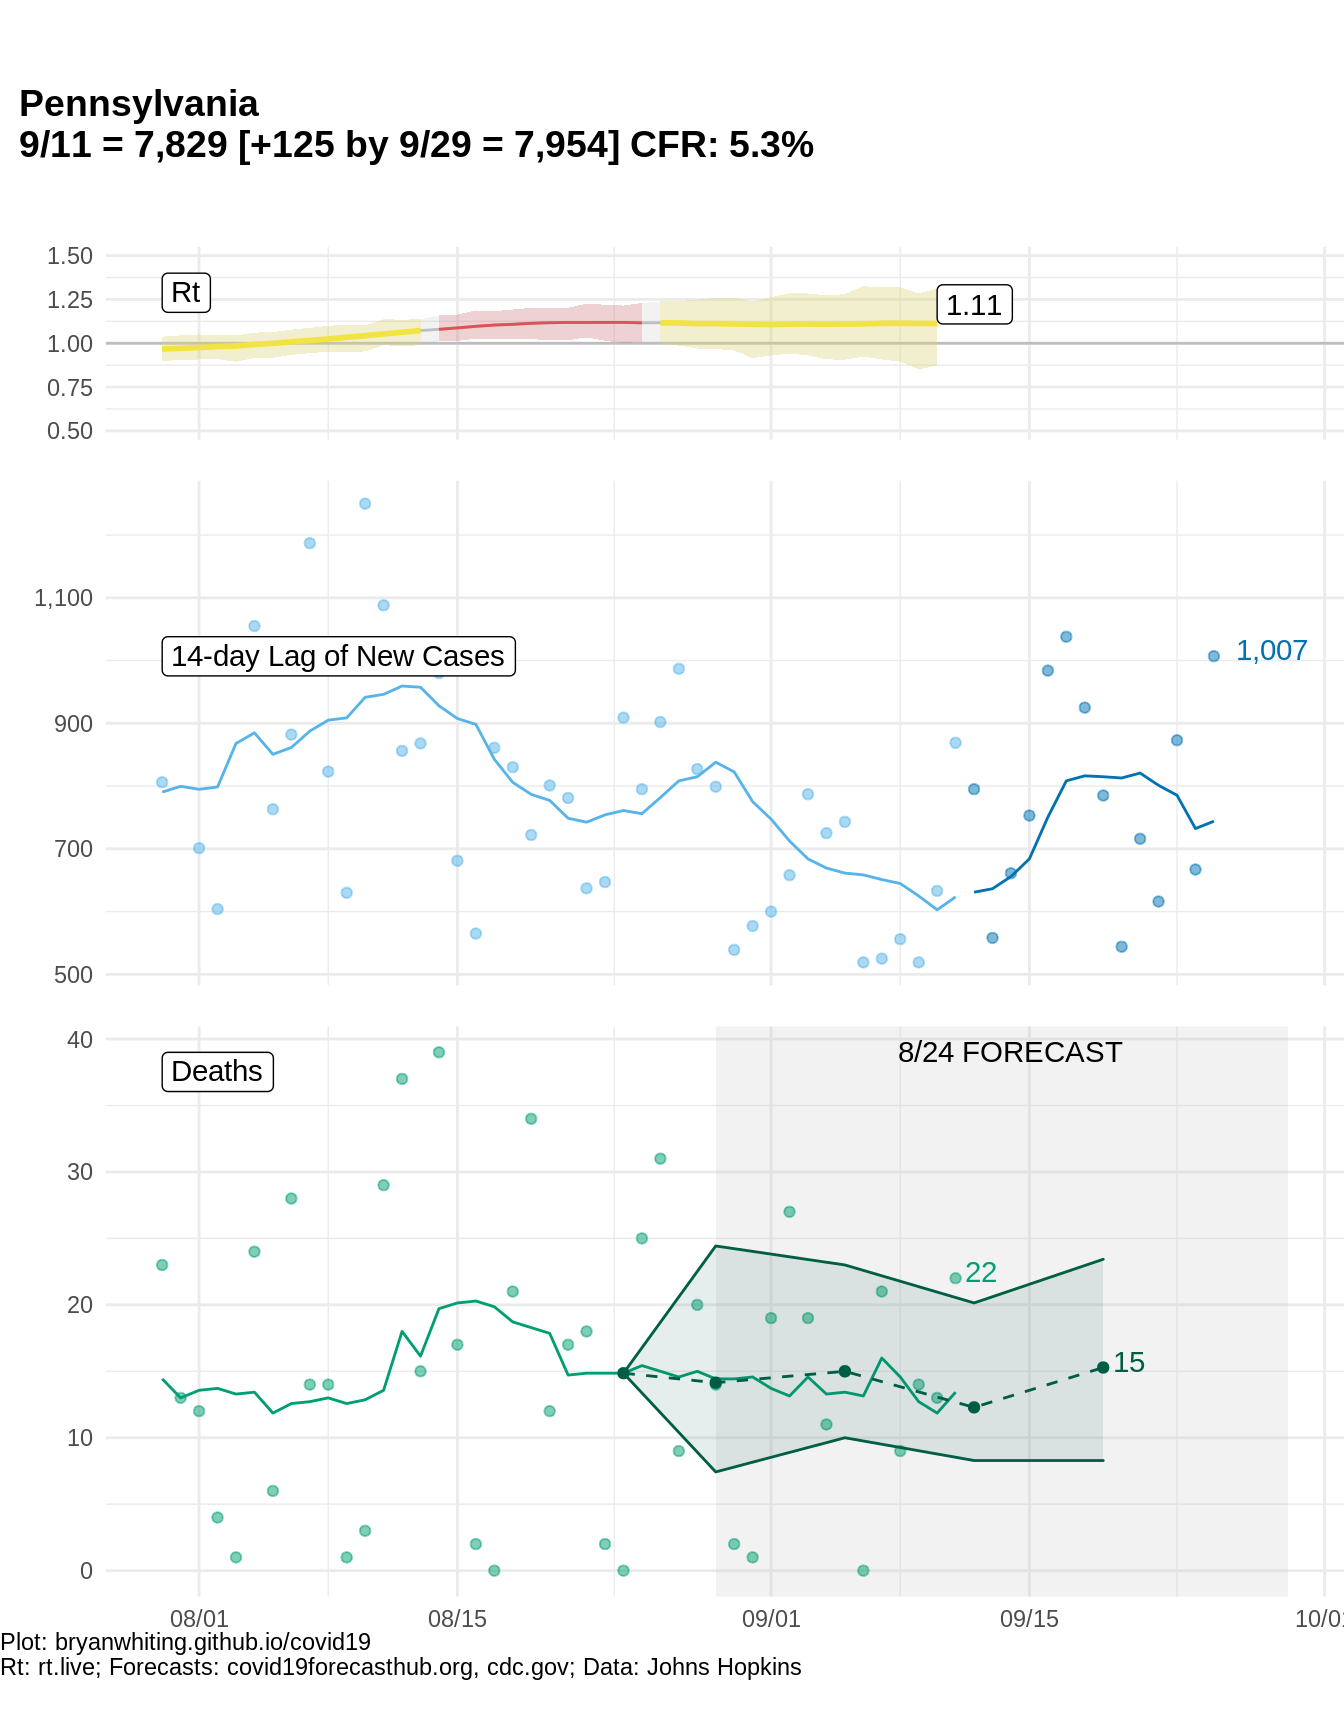 Pennsylvania
9/11 = 7,829 [+125 by 9/29 = 7,954] CFR: 5.3%
1.50
1.25
1.00
0.75
0.50
Rt
1.11
1,100
900
700
500
14-day Lag of New Cases
1,007
40
30
20
10
0
Deaths
8/24 FORECAST
22
15
08/01 08/15 09/01 09/15 10/0
Plot: bryanwhiting.github.io/covid19
Rt: rt.live; Forecasts: covid19forecasthub.org, cdc.gov; Data: Johns Hopkins